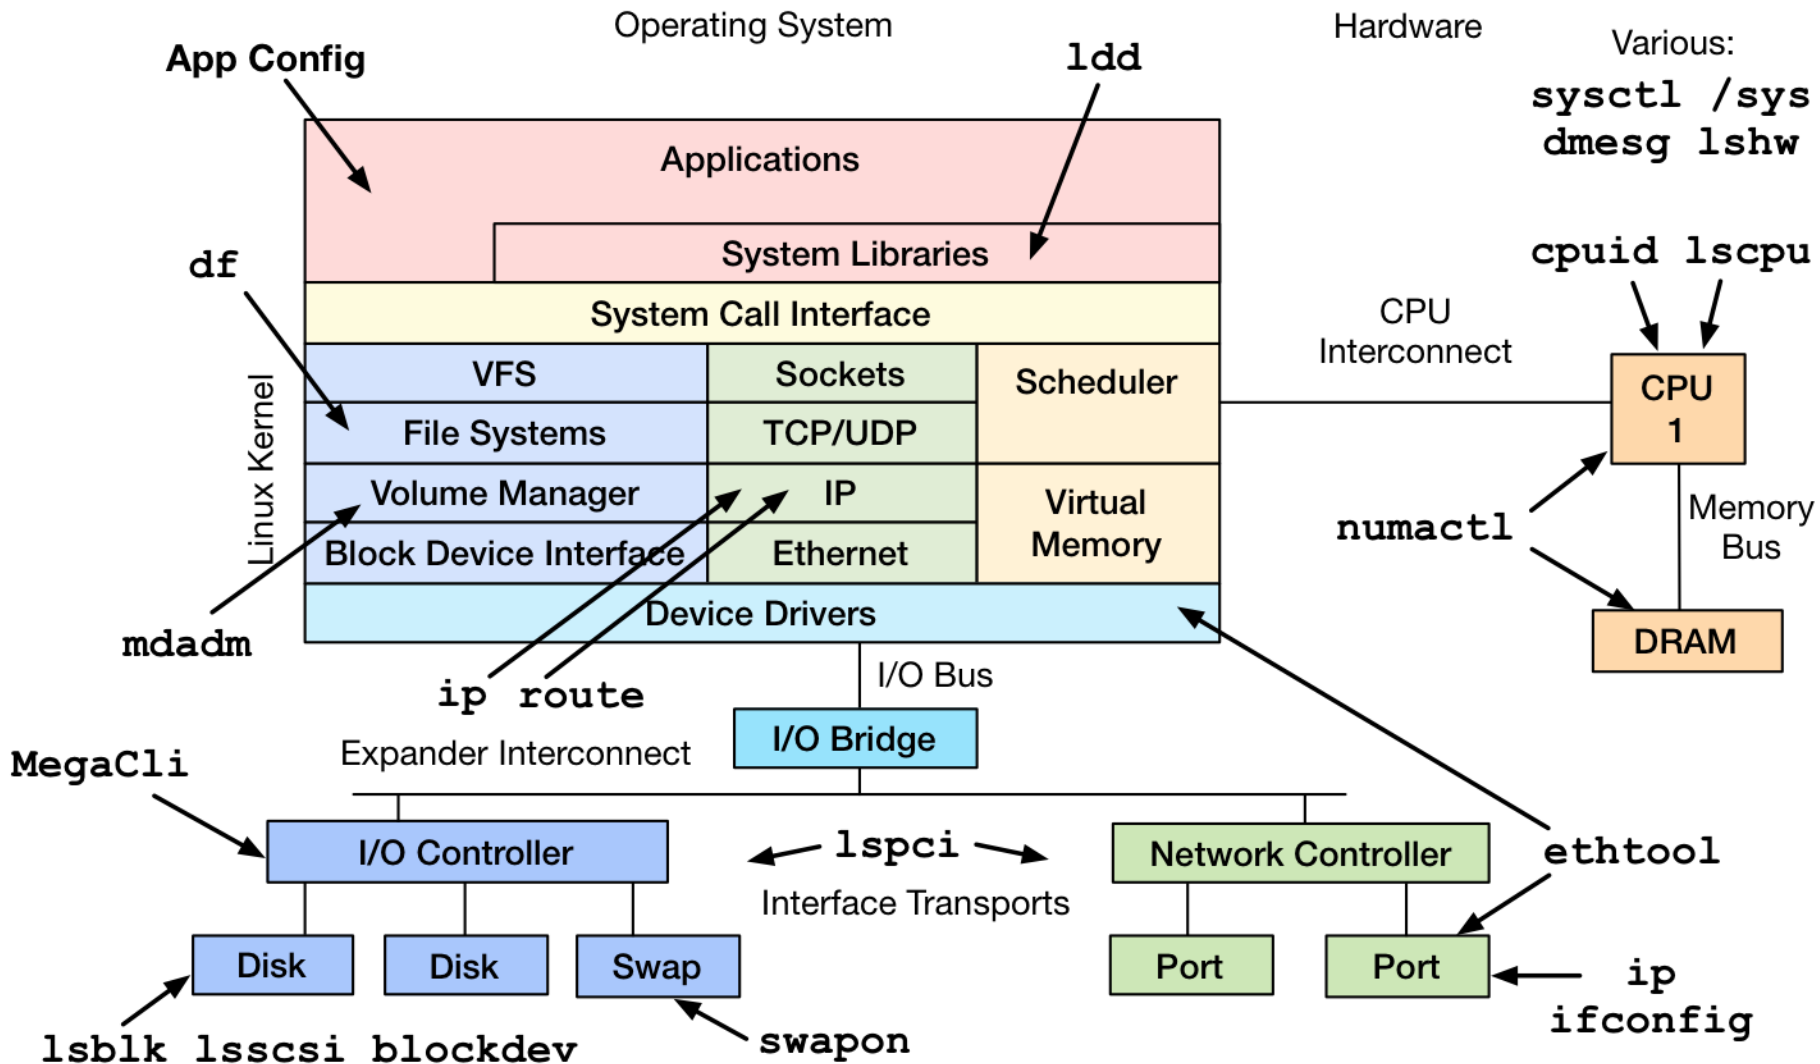 Operating System
Hardware
Various:
App Config
ldd
sysctl /sys
dmesg lshw
Applications
System Libraries
df
cpuid lscpu
System Call Interface
CPU
Interconnect
Linux Kernel
VFS
Sockets
Scheduler
CPU
1
File Systems
TCP/UDP
Volume Manager
IP
Virtual
Memory
numactl
Memory
Bus
Block Device Interface
Ethernet
Device Drivers
mdadm
DRAM
ip route
I/O Bus
Expander Interconnect
I/O Bridge
MegaCli
I/O Controller
lspci
Network Controller
ethtool
Interface Transports
Disk
Disk
Swap
Port
Port
ip
ifconfig
lsblk lsscsi blockdev
swapon